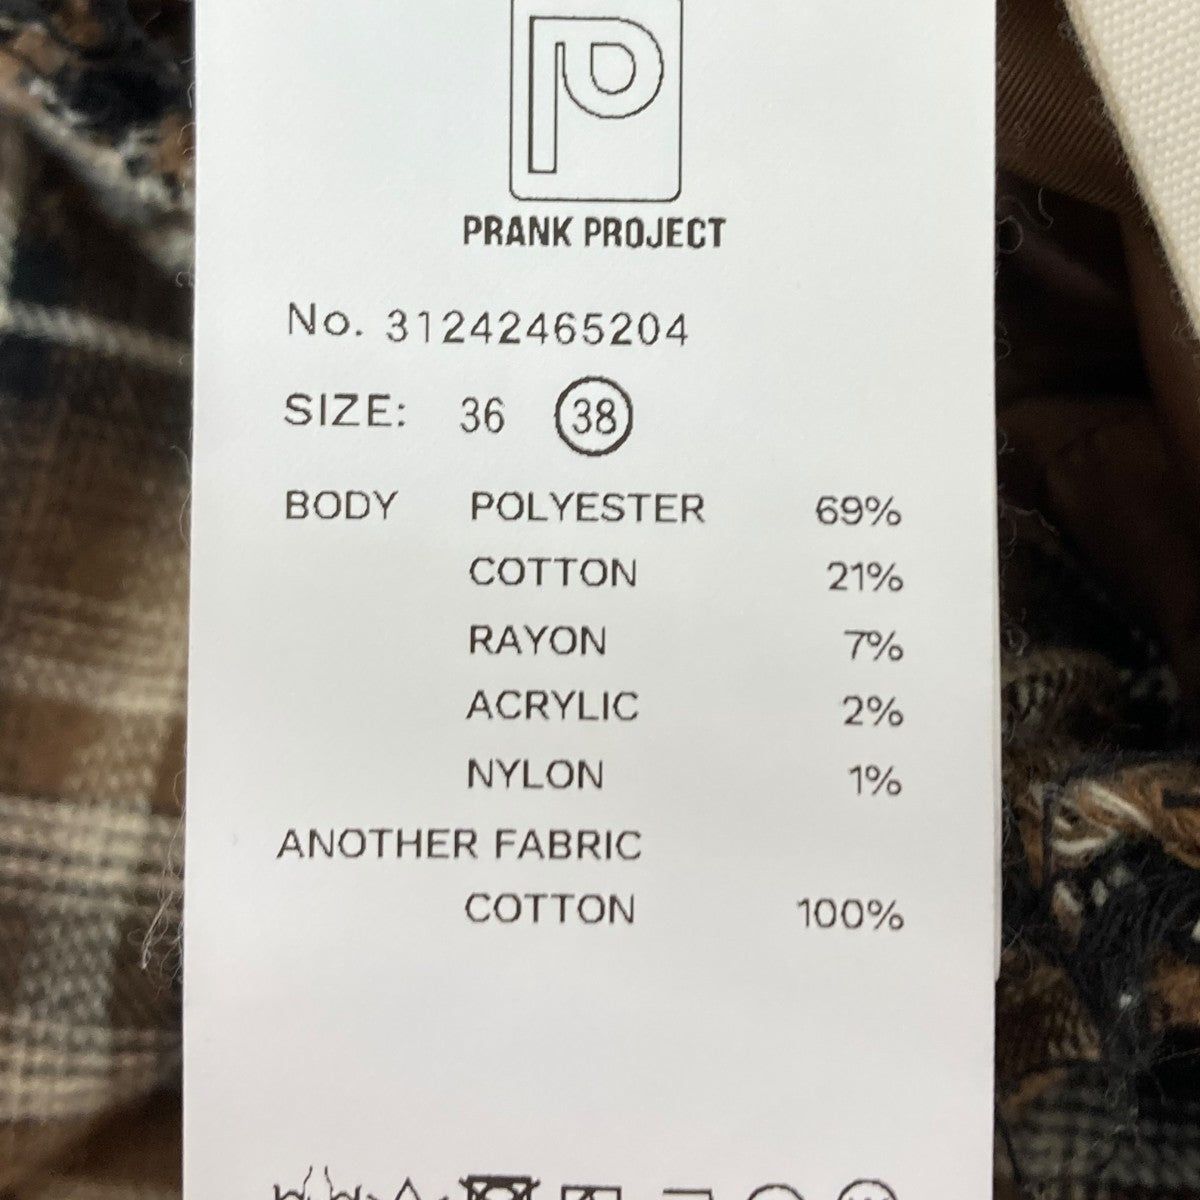 PRANK PROJECT
No. 31242465204
SIZE: 36 38
BODY POLYESTER 69%
COTTON 21%
RAYON 7%
ACRYLIC 2%
NYLON 1%
ANOTHER FABRIC
COTTON 100%